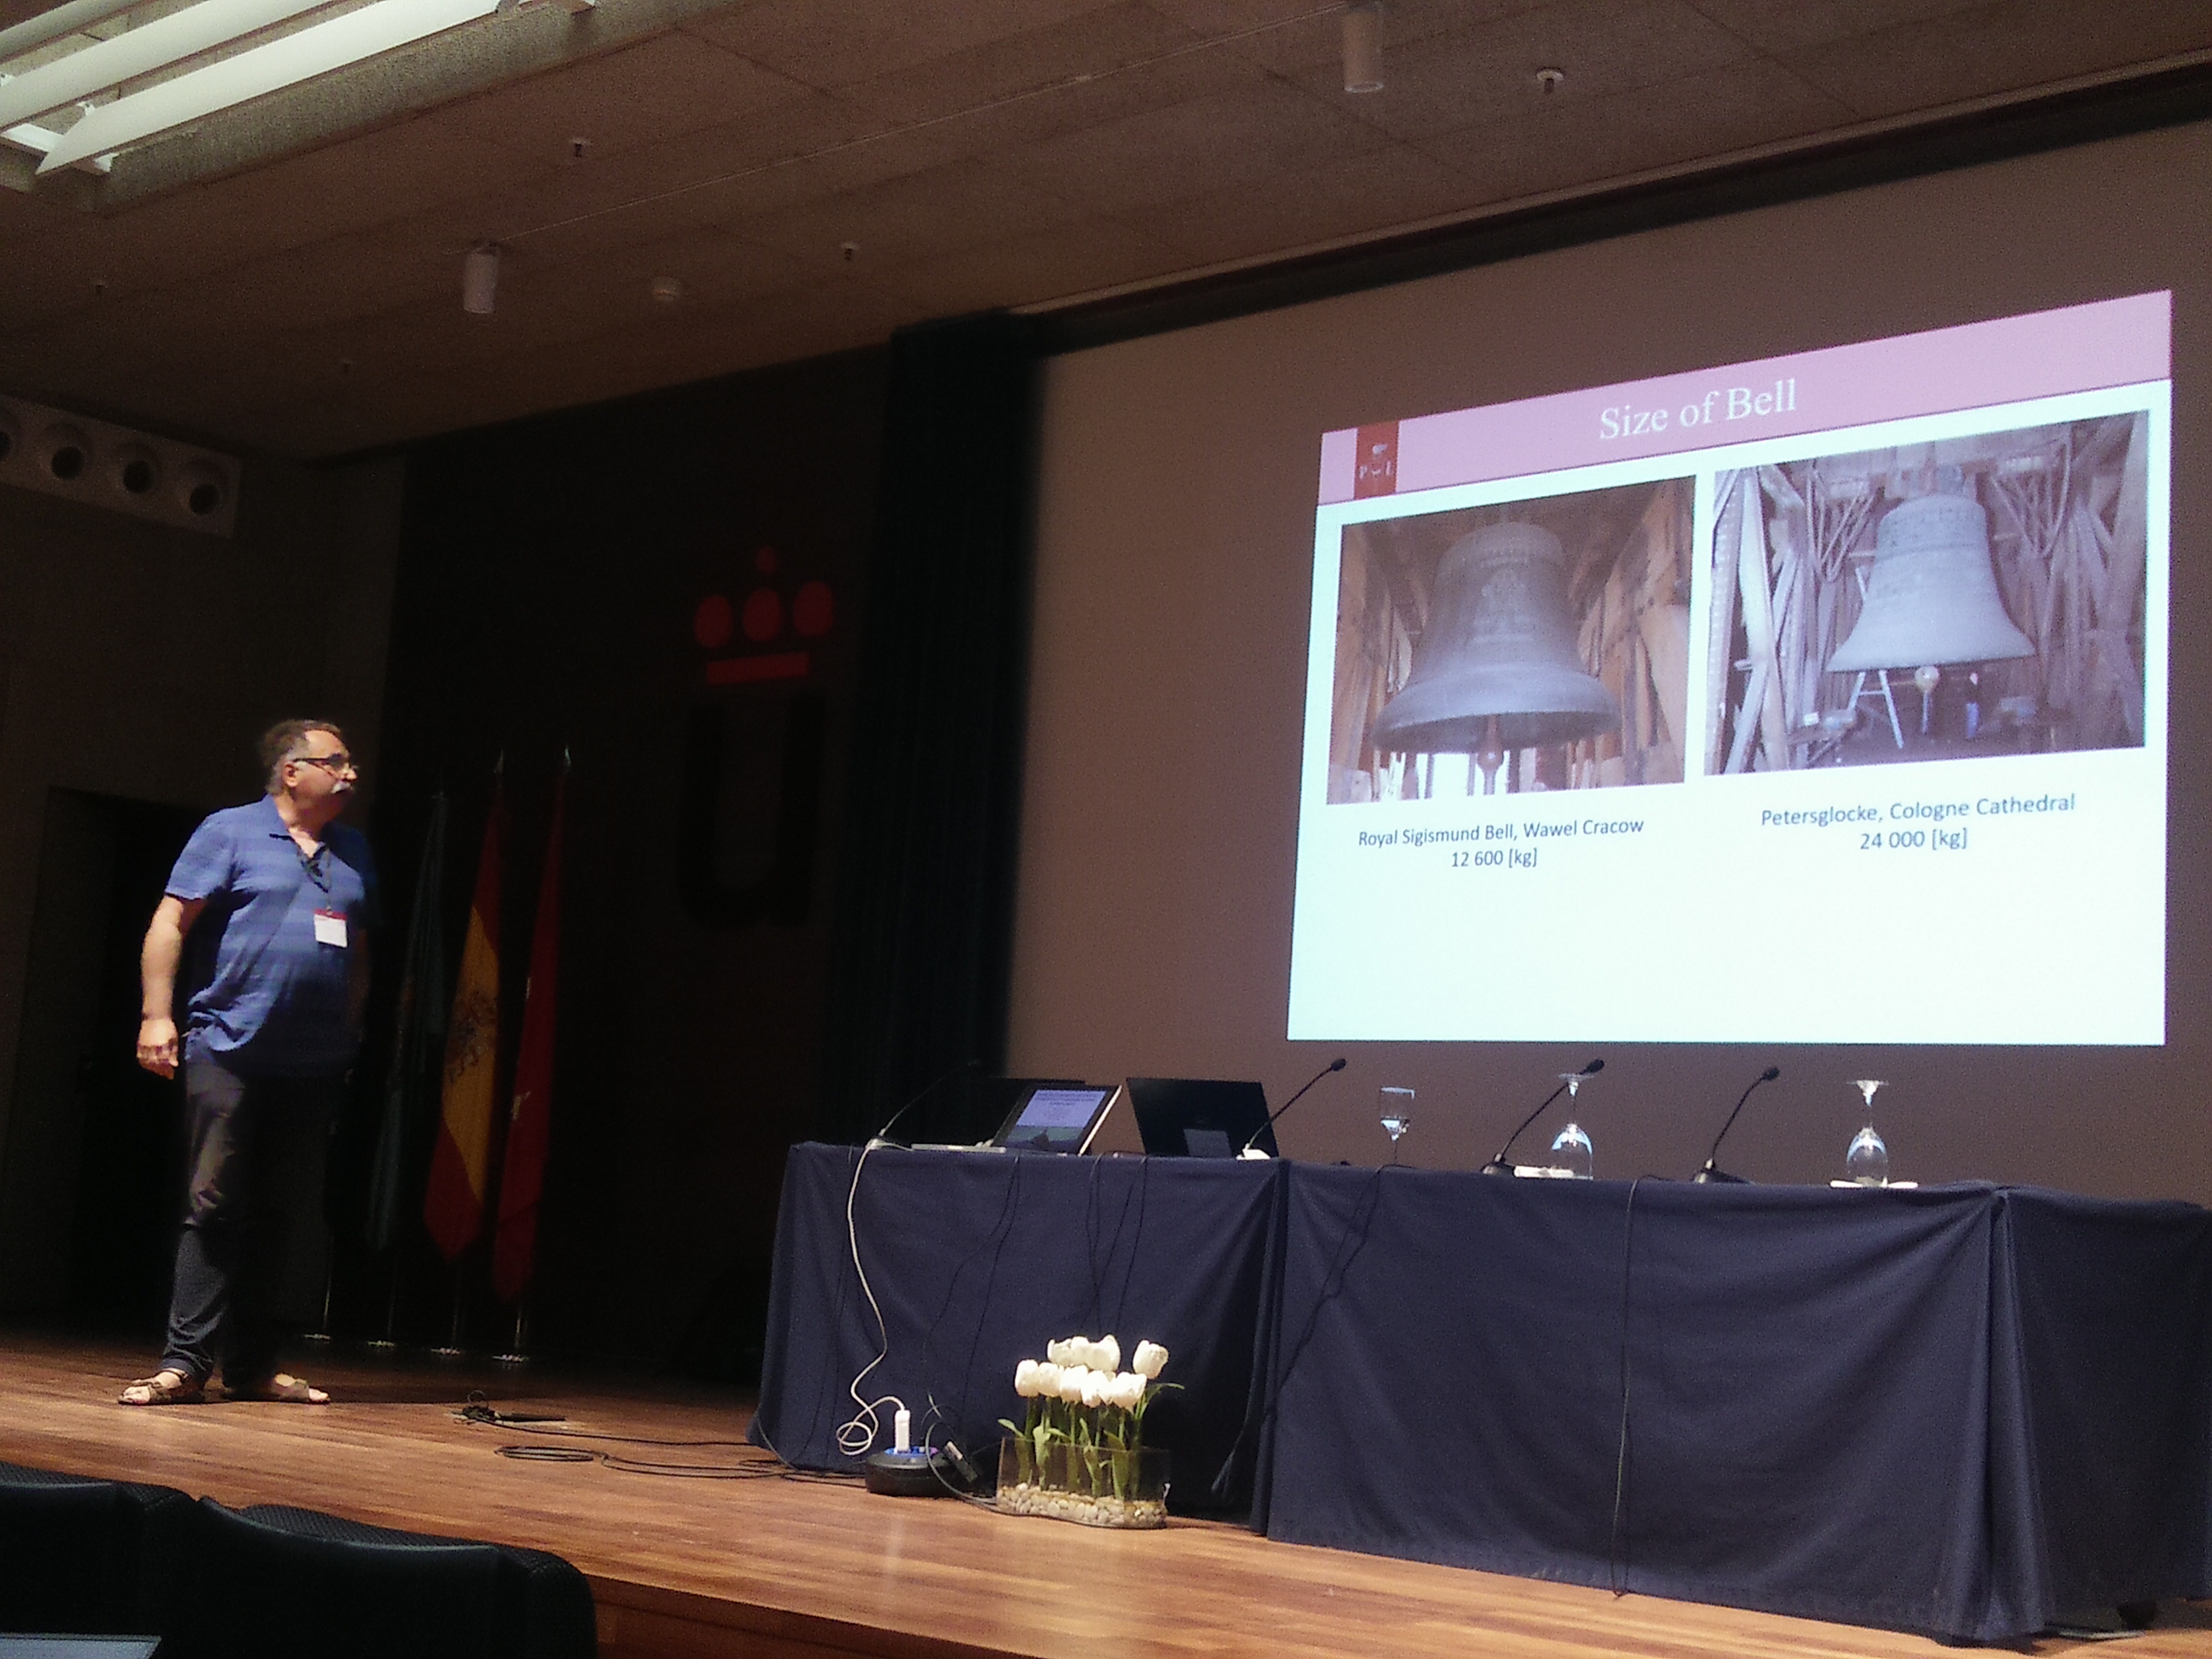 Size of Bell
P Ł
Royal Sigismund Bell, Wawel Cracow
12 600 [kg]
Petersglocke, Cologne Cathedral
24 000 [kg]
u